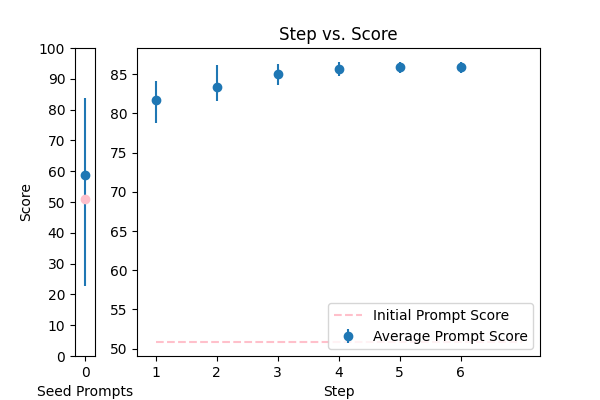 Step vs. Score
Score
100
90
80
70
60
50
40
30
20
10
0
0
Seed Prompts
85
80
75
70
65
60
55
50
1 2 3 4 5 6
Step
Initial Prompt Score
Average Prompt Score